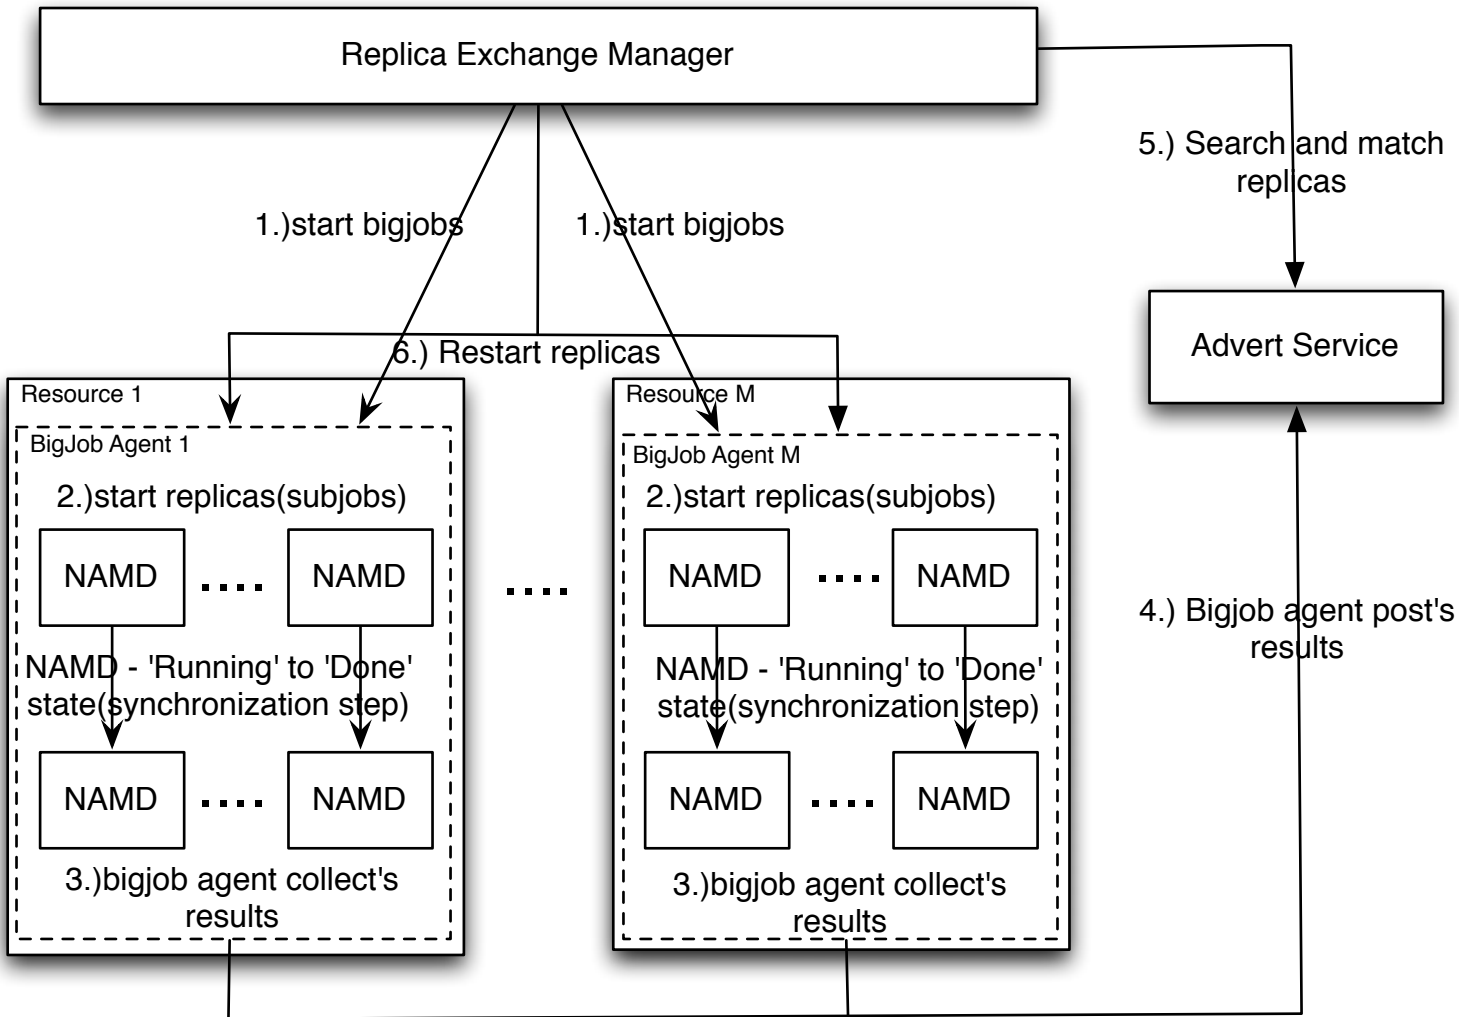 Replica Exchange Manager
5.) Search and match
replicas
1.)start bigjobs
1.)start bigjobs
Advert Service
6.) Restart replicas
Resource 1
BigJob Agent 1
2.)start replicas(subjobs)
NAMD
....
NAMD
NAMD - 'Running' to 'Done'
state(synchronization step)
NAMD
....
NAMD
3.)bigjob agent collect's
results
....
Resource M
BigJob Agent M
2.)start replicas(subjobs)
NAMD
....
NAMD
NAMD - 'Running' to 'Done'
state(synchronization step)
NAMD
....
NAMD
3.)bigjob agent collect's
results
4.) Bigjob agent post's
results